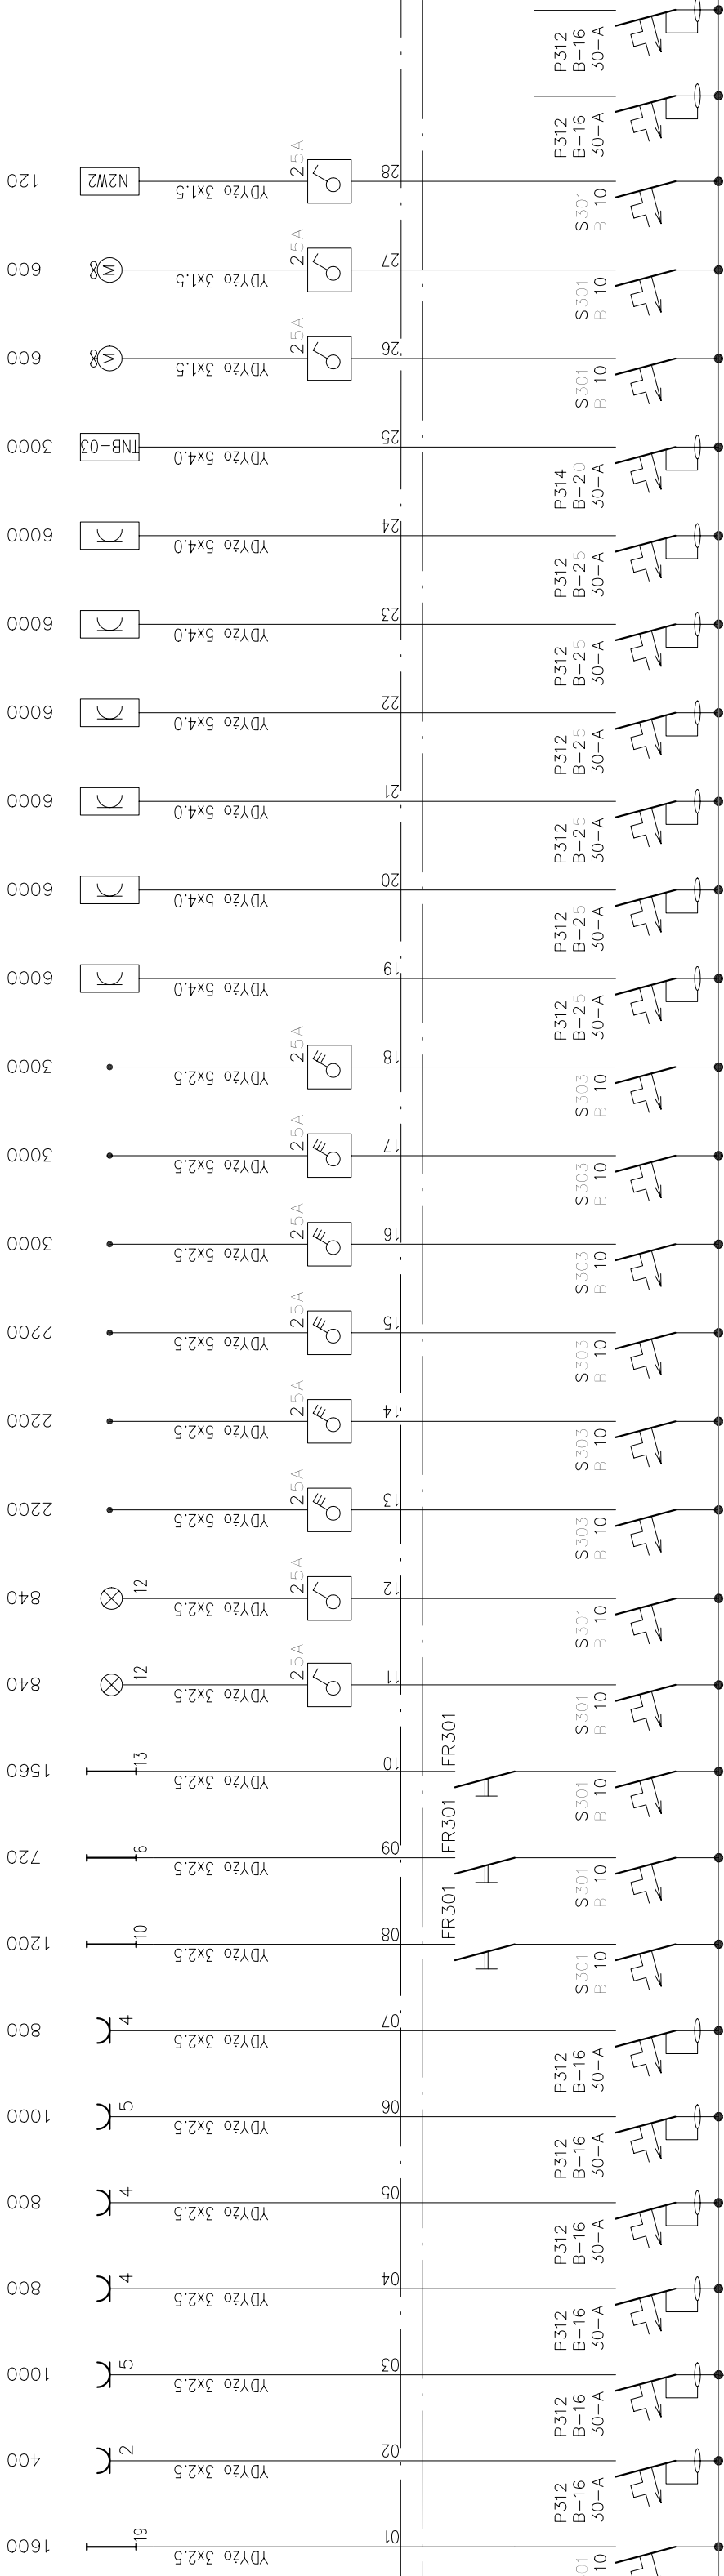 P312
B-16
30-A
P312
B-16
30-A
120
N2W2
YDYżo 3x1.5
25A
28
S301
B-10
600
M
YDYżo 3x1.5
25A
27
S301
B-10
600
M
YDYżo 3x1.5
25A
26
S301
B-10
3000
TNB-03
YDYżo 5x4.0
25
P314
B-20
30-A
6000
YDYżo 5x4.0
24
P312
B-25
30-A
6000
YDYżo 5x4.0
23
P312
B-25
30-A
6000
YDYżo 5x4.0
22
P312
B-25
30-A
6000
YDYżo 5x4.0
21
P312
B-25
30-A
6000
YDYżo 5x4.0
20
P312
B-25
30-A
6000
YDYżo 5x4.0
19
P312
B-25
30-A
3000
YDYżo 5x2.5
25A
18
S303
B-10
3000
YDYżo 5x2.5
25A
17
S303
B-10
3000
YDYżo 5x2.5
25A
16
S303
B-10
2200
YDYżo 5x2.5
25A
15
S303
B-10
2200
YDYżo 5x2.5
25A
14
S303
B-10
2200
YDYżo 5x2.5
25A
13
S303
B-10
840
12
YDYżo 3x2.5
25A
12
S301
B-10
840
12
YDYżo 3x2.5
25A
11
S301
B-10
1560
13
YDYżo 3x2.5
10
FR301
S301
B-10
720
6
YDYżo 3x2.5
09
FR301
S301
B-10
1200
10
YDYżo 3x2.5
08
FR301
S301
B-10
800
4
YDYżo 3x2.5
07
P312
B-16
30-A
1000
5
YDYżo 3x2.5
06
P312
B-16
30-A
800
4
YDYżo 3x2.5
05
P312
B-16
30-A
800
4
YDYżo 3x2.5
04
P312
B-16
30-A
1000
5
YDYżo 3x2.5
03
P312
B-16
30-A
400
2
YDYżo 3x2.5
02
P312
B-16
30-A
1600
19
YDYżo 3x2.5
01
01
-10